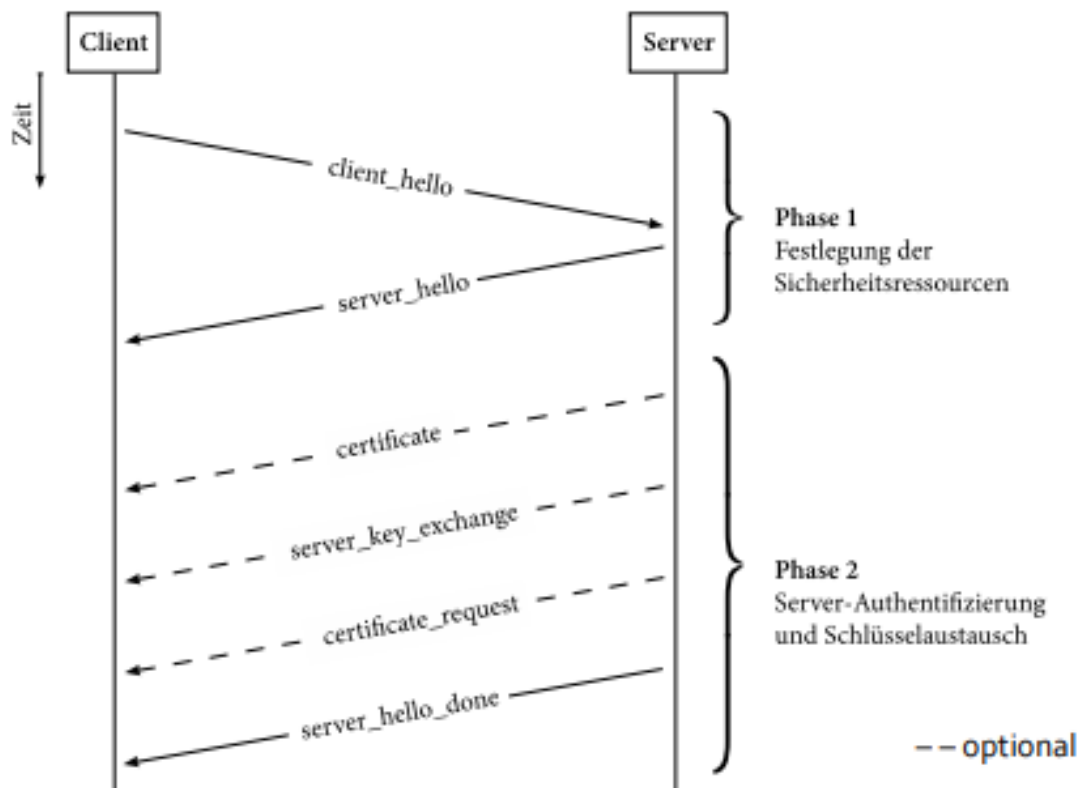 Client
Server
Zeit
client_hello
Phase 1
Festlegung der
Sicherheitsressourcen
server_hello
certificate
server_key_exchange
Phase 2
Server-Authentifizierung
und Schlüsselaustausch
certificate_request
server_hello_done
-- optional